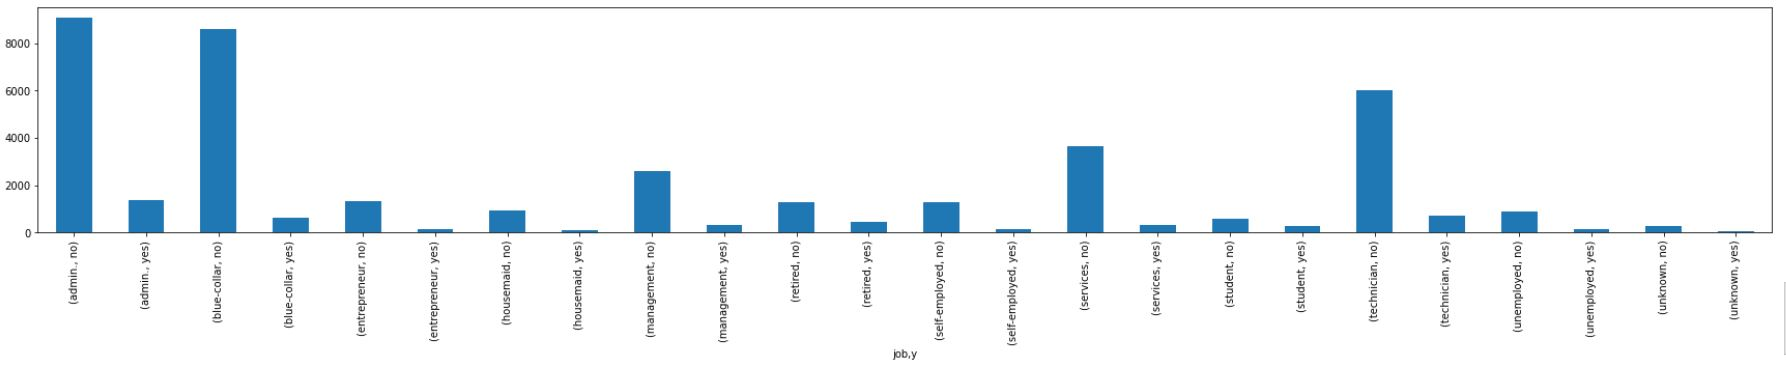 8000
6000
4000
2000
0
(admin., no)
(admin., yes)
(blue-collar, no)
(blue-collar, yes)
(entrepreneur, no)
(entrepreneur, yes)
(housemaid, no)
(housemaid, yes)
(management, no)
(management, yes)
(retired, no)
(retired, yes)
(self-employed, no)
(self-employed, yes)
(services, no)
(services, yes)
(student, no)
(student, yes)
(technician, no)
(technician, yes)
(unemployed, no)
(unemployed, yes)
(unknown, no)
(unknown, yes)
job,y